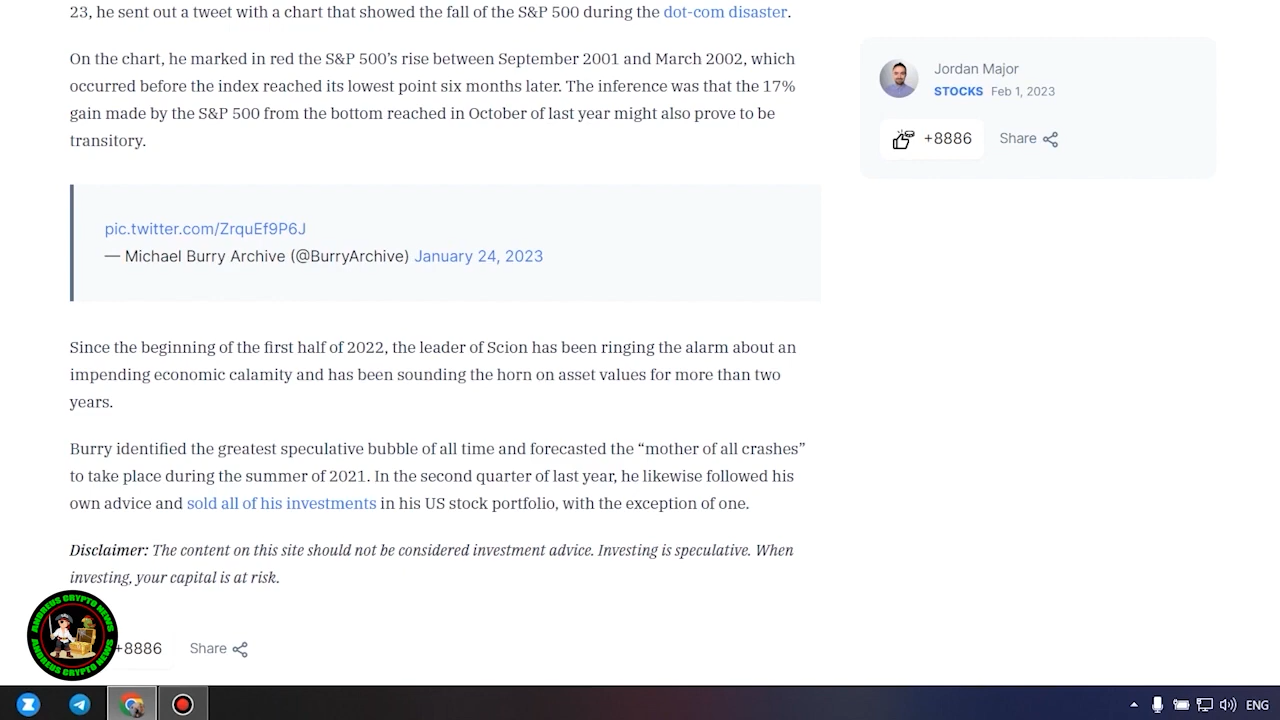 23, he sent out a tweet with a chart that showed the fall of the S&P 500 during the dot-com disaster.
On the chart, he marked in red the S&P 500’s rise between September 2001 and March 2002, which
occurred before the index reached its lowest point six months later. The inference was that the 17%
gain made by the S&P 500 from the bottom reached in October of last year might also prove to be
transitory.
Jordan Major
STOCKS Feb 1, 2023
+8886 Share
pic.twitter.com/ZrquEf9P6J
— Michael Burry Archive (@BurryArchive) January 24, 2023
Since the beginning of the first half of 2022, the leader of Scion has been ringing the alarm about an
impending economic calamity and has been sounding the horn on asset values for more than two
years.
Burry identified the greatest speculative bubble of all time and forecasted the “mother of all crashes”
to take place during the summer of 2021. In the second quarter of last year, he likewise followed his
own advice and sold all of his investments in his US stock portfolio, with the exception of one.
Disclaimer: The content on this site should not be considered investment advice. Investing is speculative. When
investing, your capital is at risk.
ANDREUS CRYPTO NEWS
ANDREUS CRYPTO NEWS
+8886 Share
ENG